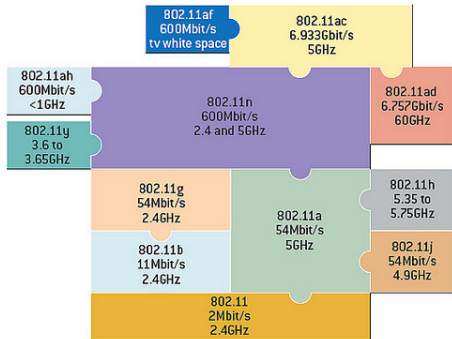 802.11af
600Mbit/s
tv white space
802.11ac
6.933Gbit/s
5GHz
802.11ah
600Mbit/s
<1GHz
802.11n
600Mbit/s
2.4 and 5GHz
802.11ad
6.757Gbit/s
60GHz
802.11y
3.6 to
3.65GHz
802.11g
54Mbit/s
2.4GHz
802.11a
54Mbit/s
5GHz
802.11h
5.35 to
5.75GHz
802.11b
11Mbit/s
2.4GHz
802.11j
54Mbit/s
4.9GHz
802.11
2Mbit/s
2.4GHz